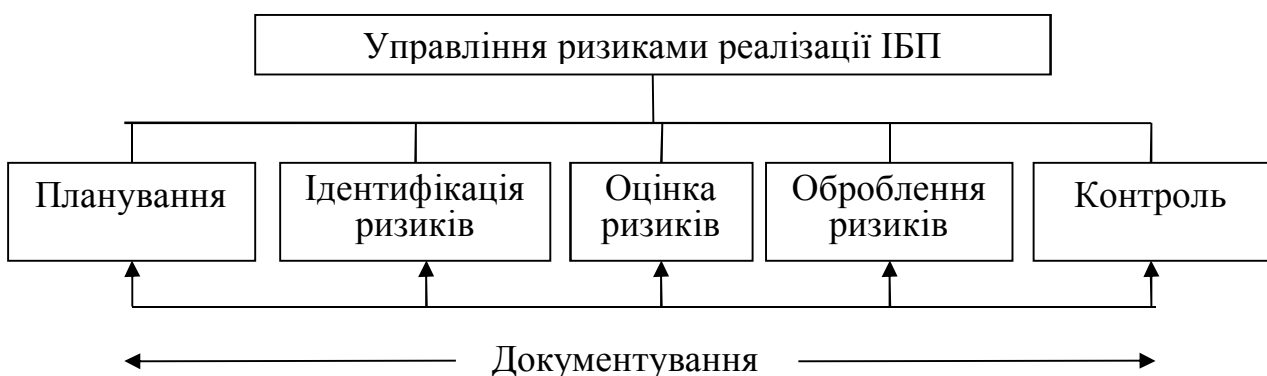 Управління ризиками реалізації ІБП
Планування
Ідентифікація
ризиків
Оцінка
ризиків
Оброблення
ризиків
Контроль
Документування